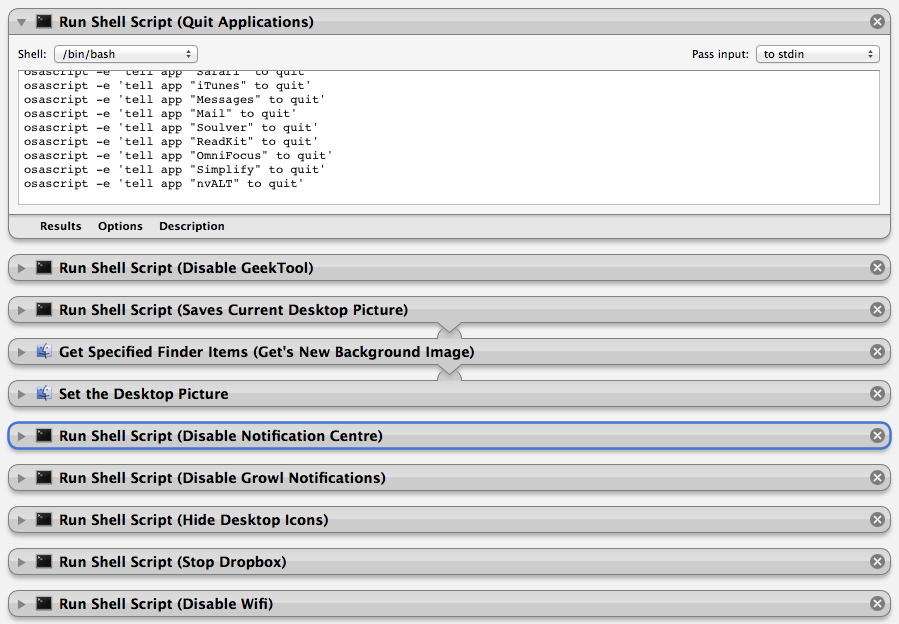 Run Shell Script (Quit Applications)
Shell: /bin/bash Pass input: to stdin
osascript -e 'tell app "Safari" to quit'
osascript -e 'tell app "iTunes" to quit'
osascript -e 'tell app "Messages" to quit'
osascript -e 'tell app "Mail" to quit'
osascript -e 'tell app "Soulver" to quit'
osascript -e 'tell app "ReadKit" to quit'
osascript -e 'tell app "OmniFocus" to quit'
osascript -e 'tell app "Simplify" to quit'
osascript -e 'tell app "nvALT" to quit'
Results Options Description
Run Shell Script (Disable GeekTool)
Run Shell Script (Saves Current Desktop Picture)
Get Specified Finder Items (Get's New Background Image)
Set the Desktop Picture
Run Shell Script (Disable Notification Centre)
Run Shell Script (Disable Growl Notifications)
Run Shell Script (Hide Desktop Icons)
Run Shell Script (Stop Dropbox)
Run Shell Script (Disable Wifi)